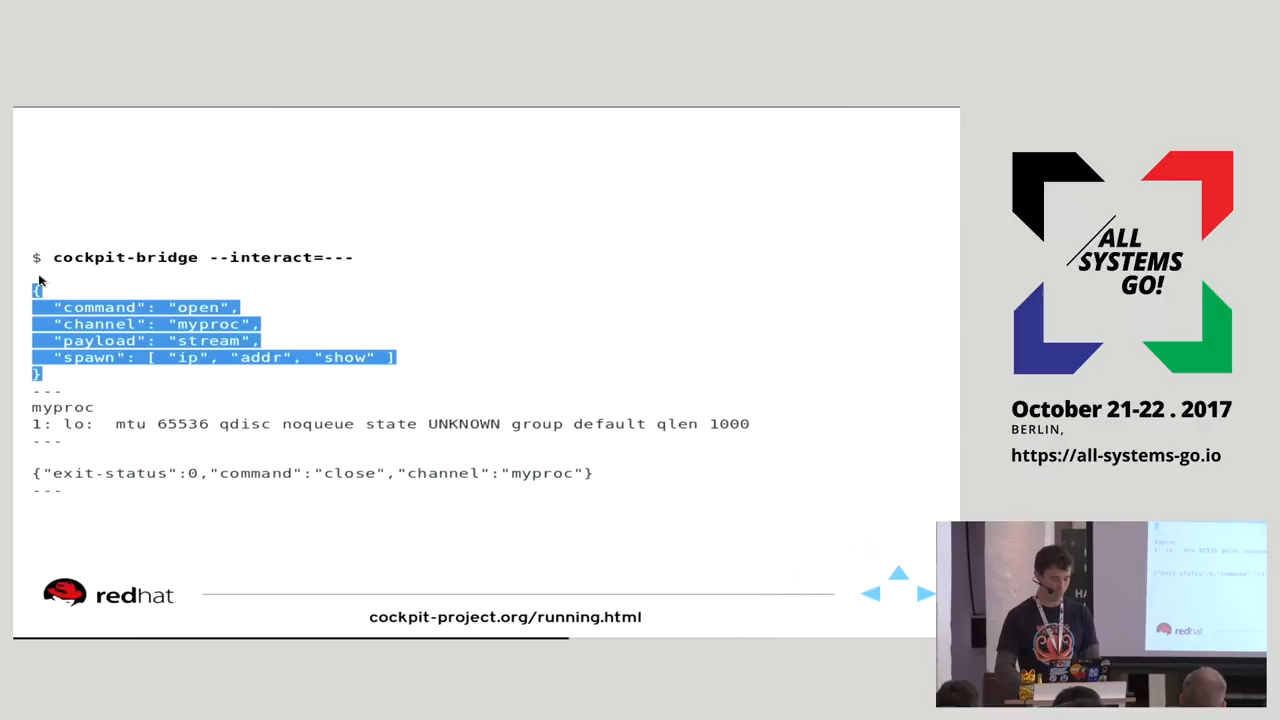 $ cockpit-bridge --interact=---
{
"command": "open",
"channel": "myproc",
"payload": "stream",
"spawn": [ "ip", "addr", "show" ]
}
---
myproc
1: lo:  mtu 65536 qdisc noqueue state UNKNOWN group default qlen 1000
---
{"exit-status":0,"command":"close","channel":"myproc"}
---
redhat
cockpit-project.org/running.html
ALL
SYSTEMS
GO!
October 21-22 . 2017
BERLIN,
https://all-systems-go.io
myproc
redhat